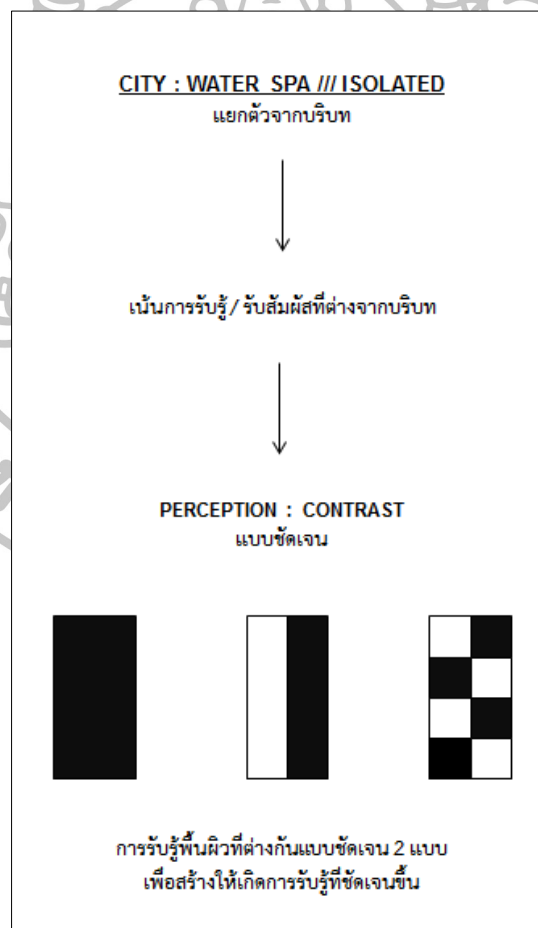 CITY : WATER SPA /// ISOLATED
แยกตัวจากบริบท
เน้นการรับรู้ / รับสัมผัสที่ต่างจากบริบท
PERCEPTION : CONTRAST
แบบชัดเจน
การรับรู้พื้นผิวที่ต่างกันแบบชัดเจน 2 แบบ
เพื่อสร้างให้เกิดการรับรู้ที่ชัดเจนขึ้น